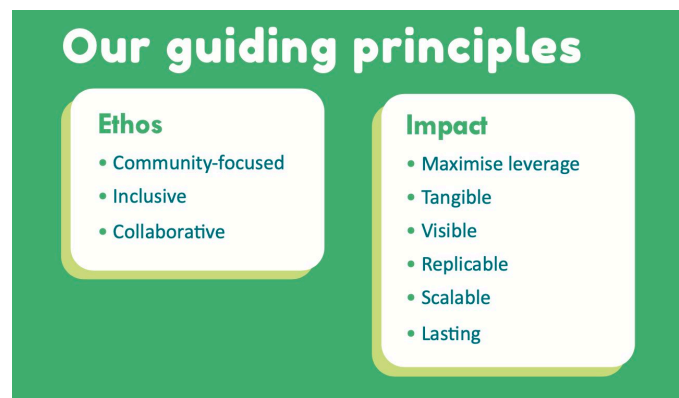 Our guiding principles
Ethos
• Community-focused
• Inclusive
• Collaborative
Impact
• Maximise leverage
• Tangible
• Visible
• Replicable
• Scalable
• Lasting